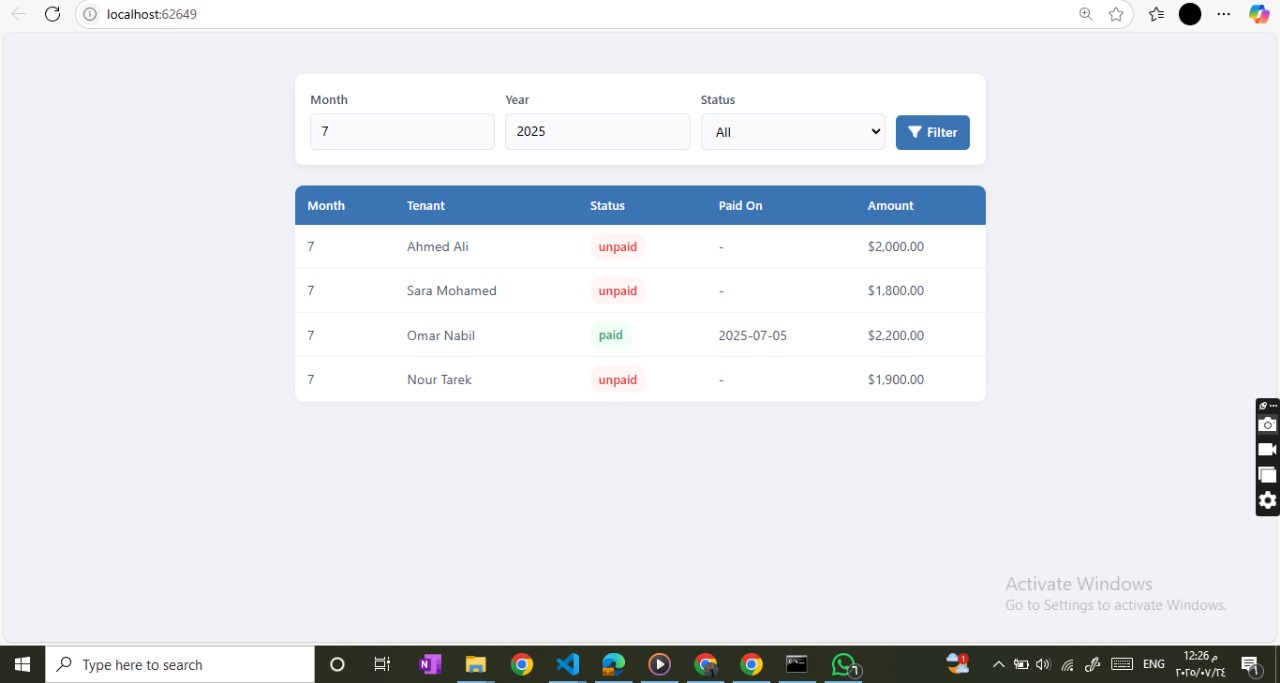 localhost:62649
Month Year Status
7 2025 All Filter
Month Tenant Status Paid On Amount
7 Ahmed Ali unpaid - $2,000.00
7 Sara Mohamed unpaid - $1,800.00
7 Omar Nabil paid 2025-07-05 $2,200.00
7 Nour Tarek unpaid - $1,900.00
Activate Windows
Go to Settings to activate Windows.
Type here to search
ENG
12:26 م
٢٠٢٥/٠٧/٢٤